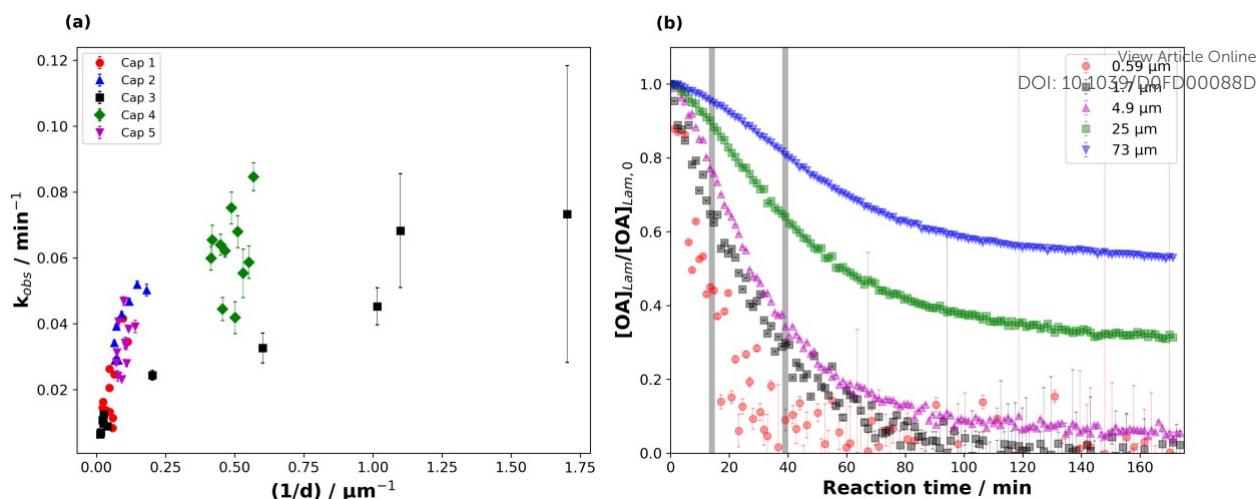 (a)
(b)
0.12
0.10
0.08
0.06
0.04
0.02
k_obs / min⁻¹
Cap 1
Cap 2
Cap 3
Cap 4
Cap 5
0.00
0.25
0.50
0.75
1.00
1.25
1.50
1.75
(1/d) / μm⁻¹
1.0
0.8
0.6
0.4
0.2
0.0
[OA]_Lam/[OA]_Lam,0
View Article Online
DOI: 10.1039/D0FD00088D
0.59 μm
1.7 μm
4.9 μm
25 μm
73 μm
0
20
40
60
80
100
120
140
160
Reaction time / min